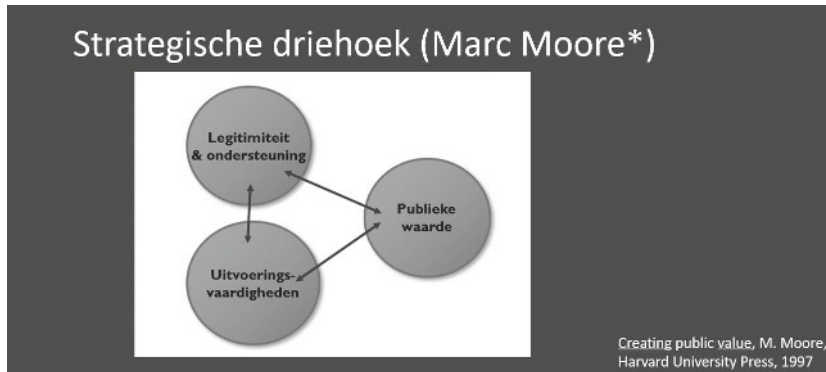 Strategische driehoek (Marc Moore*)
Legitimiteit
& ondersteuning
Publieke
waarde
Uitvoerings-
vaardigheden
Creating public value, M. Moore,
Harvard University Press, 1997